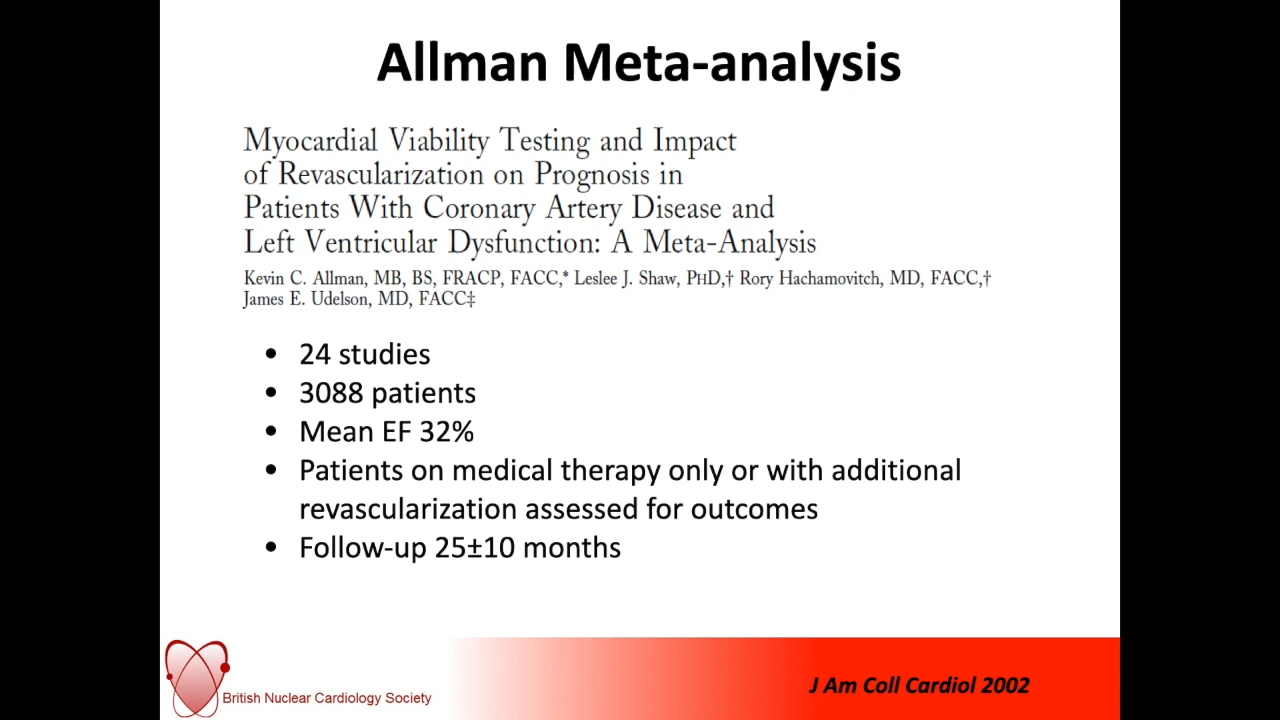 Allman Meta-analysis
Myocardial Viability Testing and Impact
of Revascularization on Prognosis in
Patients With Coronary Artery Disease and
Left Ventricular Dysfunction: A Meta-Analysis
Kevin C. Allman, MB, BS, FRACP, FACC,* Leslee J. Shaw, PHD,† Rory Hachamovitch, MD, FACC,†
James E. Udelson, MD, FACC‡
• 24 studies
• 3088 patients
• Mean EF 32%
• Patients on medical therapy only or with additional
revascularization assessed for outcomes
• Follow-up 25±10 months
British Nuclear Cardiology Society
J Am Coll Cardiol 2002